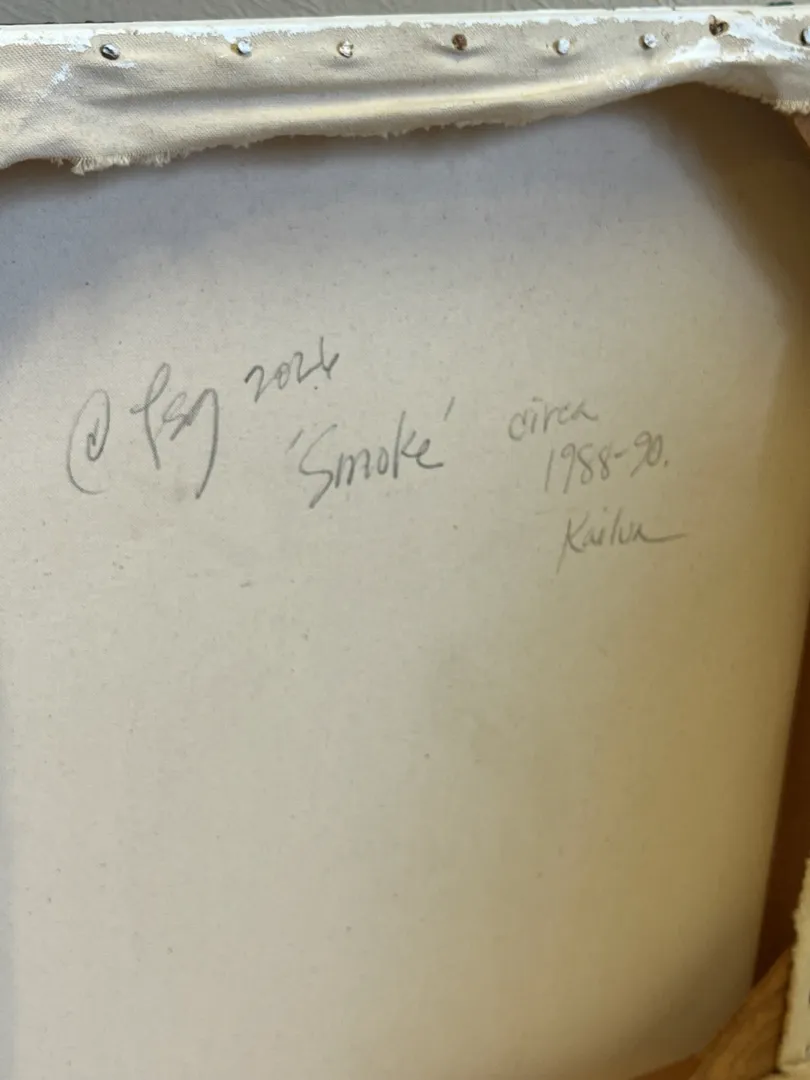 2024
'Smoke' circa
1988-90.
Kailua